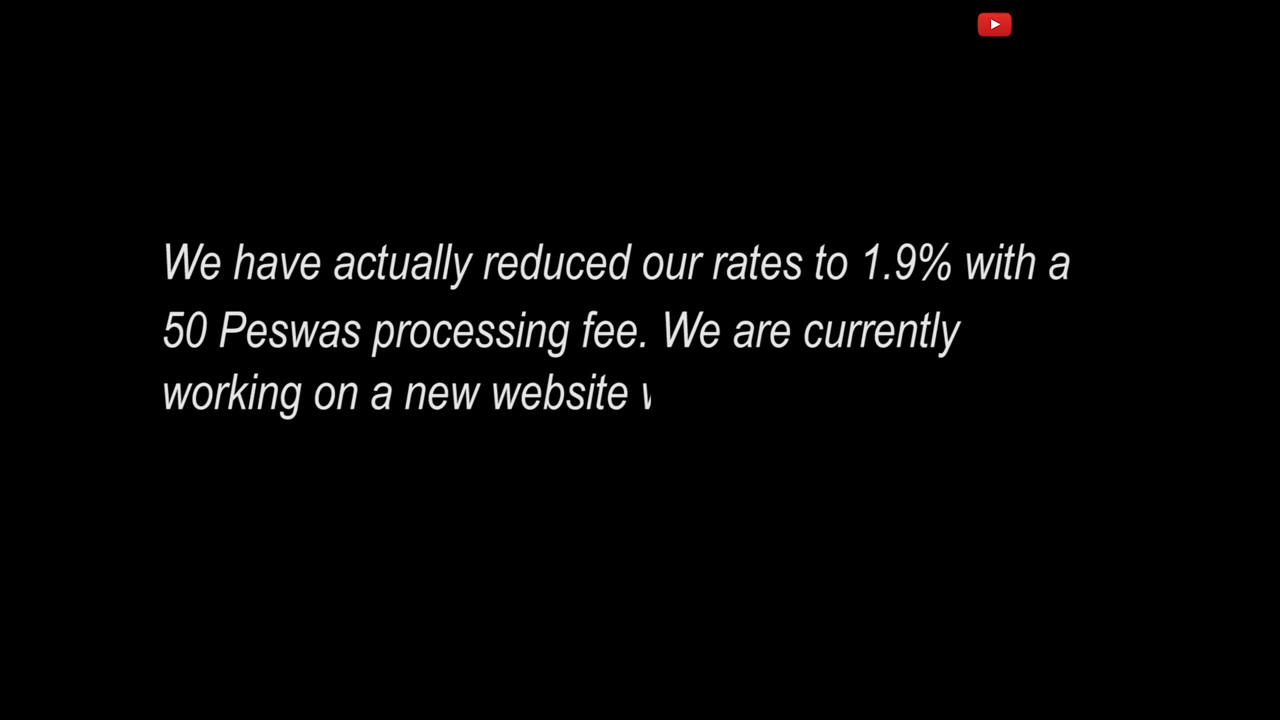 We have actually reduced our rates to 1.9% with a
50 Peswas processing fee. We are currently
working on a new website